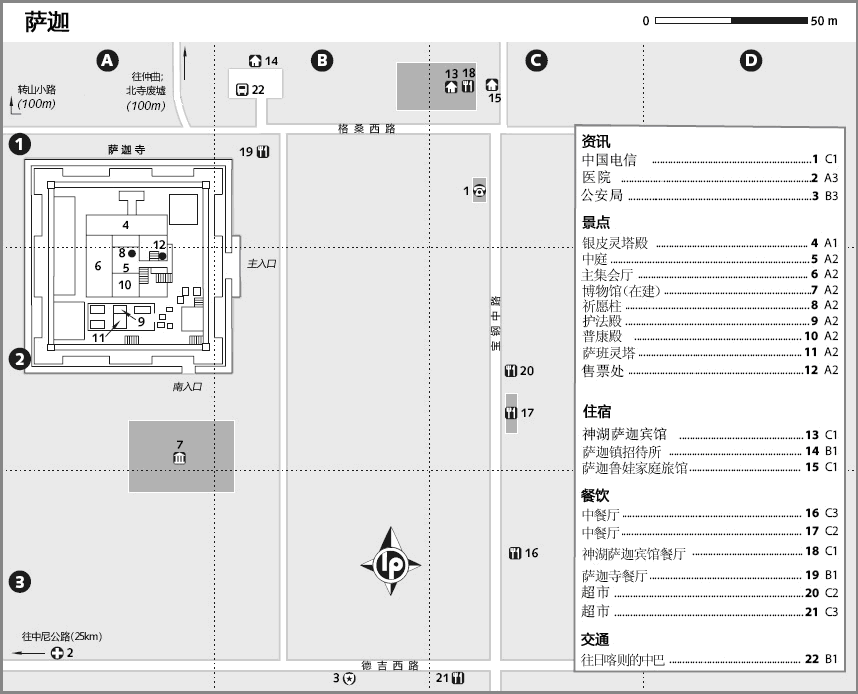 萨迦
0 50 m
A B C D
14
往仲曲;
北寺废墟
(100m)
转山小路
(100m)
22
13 18
15
格桑西路
1
萨迦寺
19
1
4
12
8
6
5
10
主入口
9
11
宝钢中路
2
20
南入口
17
7
16
lp
3
往中尼公路(25km)
2
德吉西路
3
21
资讯
中国电信 1 C1
医院 2 A3
公安局 3 B3
景点
银皮灵塔殿 4 A1
中庭 5 A2
主集会厅 6 A2
博物馆(在建) 7 A2
祈愿柱 8 A2
护法殿 9 A2
普康殿 10 A2
萨班灵塔 11 A2
售票处 12 A2
住宿
神湖萨迦宾馆 13 C1
萨迦镇招待所 14 B1
萨迦鲁娃家庭旅馆 15 C1
餐饮
中餐厅 16 C3
中餐厅 17 C2
神湖萨迦宾馆餐厅 18 C1
萨迦寺餐厅 19 B1
超市 20 C2
超市 21 C3
交通
往日喀则的中巴 22 B1